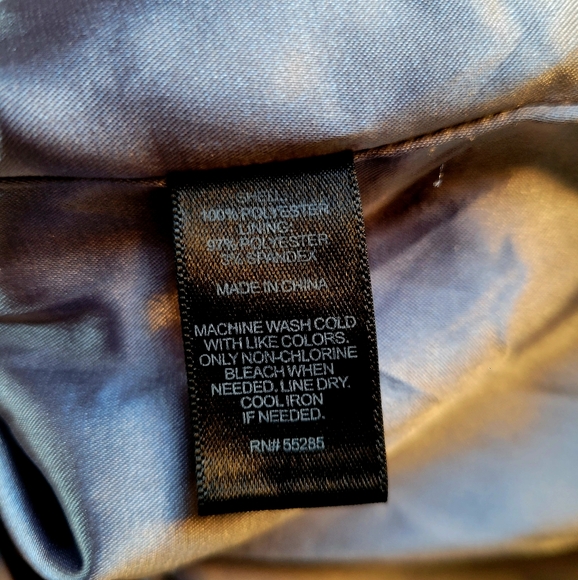 SHELL:
100% POLYESTER
LINING:
97% POLYESTER
3% SPANDEX
MADE IN CHINA
MACHINE WASH COLD
WITH LIKE COLORS.
ONLY NON-CHLORINE
BLEACH WHEN
NEEDED. LINE DRY.
COOL IRON
IF NEEDED.
RN# 55285